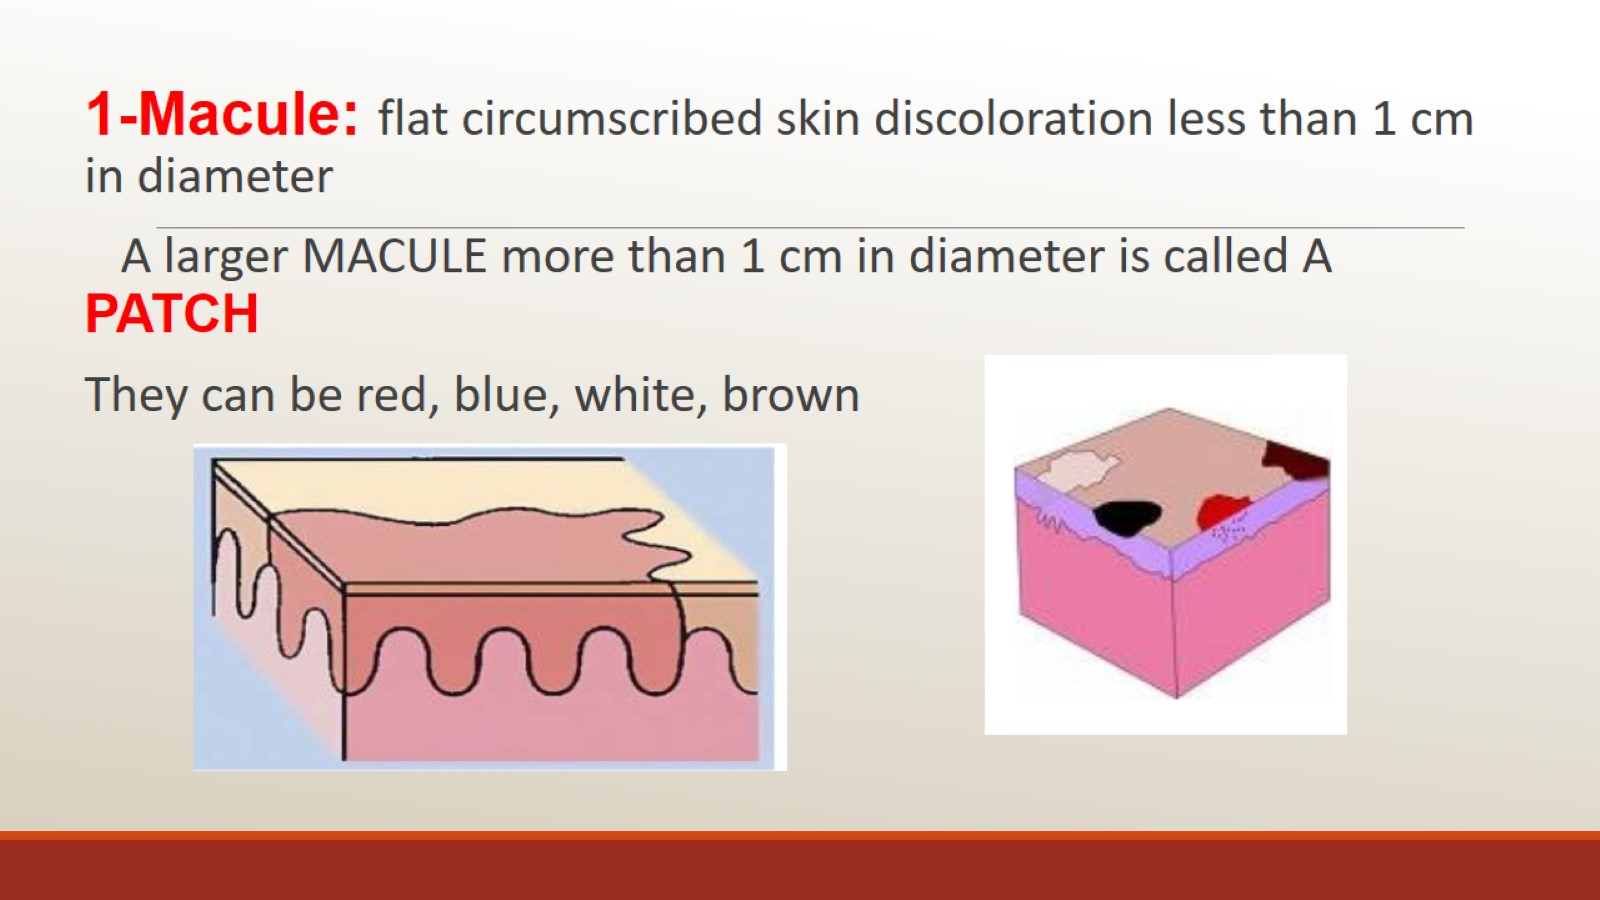 1-Macule: flat circumscribed skin discoloration less than 1 cm
in diameter
A larger MACULE more than 1 cm in diameter is called A
PATCH
They can be red, blue, white, brown